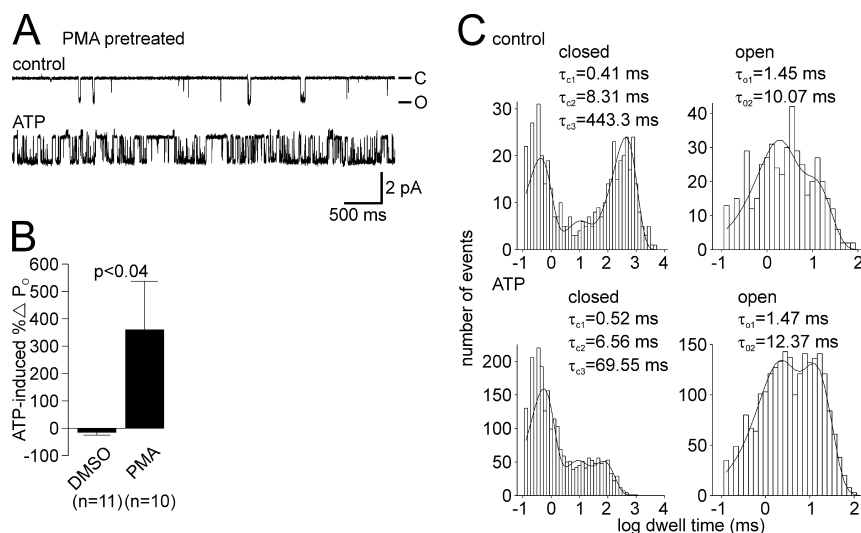 A
PMA pretreated
control
C
O
ATP
2 pA
500 ms
B
p<0.04
ATP-induced %△ Po
600
500
400
300
200
100
0
-100
DMSO
PMA
(n=11)
(n=10)
C
control
closed
τc1=0.41 ms
τc2=8.31 ms
τc3=443.3 ms
30
20
10
0
-1 0 1 2 3 4
open
τo1=1.45 ms
τ02=10.07 ms
40
30
20
10
0
-1 0 1 2
number of events
ATP
closed
τc1=0.52 ms
τc2=6.56 ms
τc3=69.55 ms
200
150
100
50
0
-1 0 1 2 3 4
open
τo1=1.47 ms
τ02=12.37 ms
150
100
50
0
-1 0 1 2
log dwell time (ms)